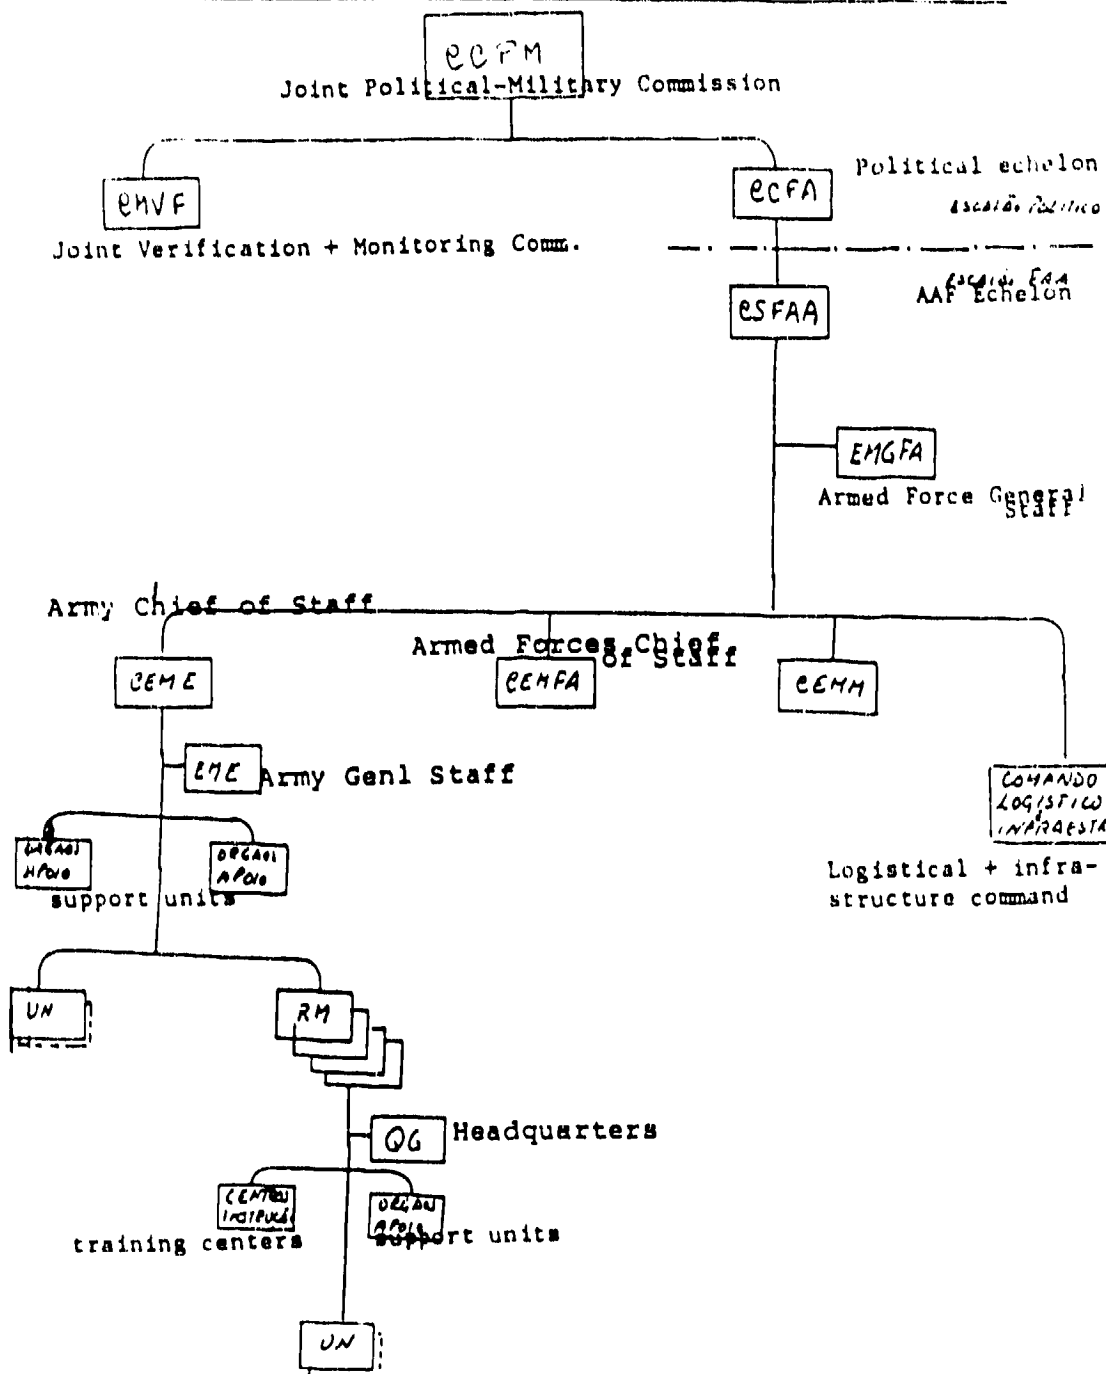 CCPM
Joint Political-Military Commission
CMVF
CCFA
Political echelon
ESCALÃO POLÍTICO
Joint Verification + Monitoring Comm.
ESCALÃO FAA
AAF Echelon
CSFAA
EMGFA
Armed Force General
Staff
Army Chief of Staff
Armed Forces Chief
of Staff
CEME
CEMFA
CEMM
EME
Army Genl Staff
COMANDO
LOGISTICO
INFRAESTR
ORGAOS
APOIO
ORGAOS
APOIO
support units
Logistical + infra-
structure command
UN
RM
QG
Headquarters
CENTROS
INSTRUÇÃO
ORGAOS
APOIO
training centers
support units
UN